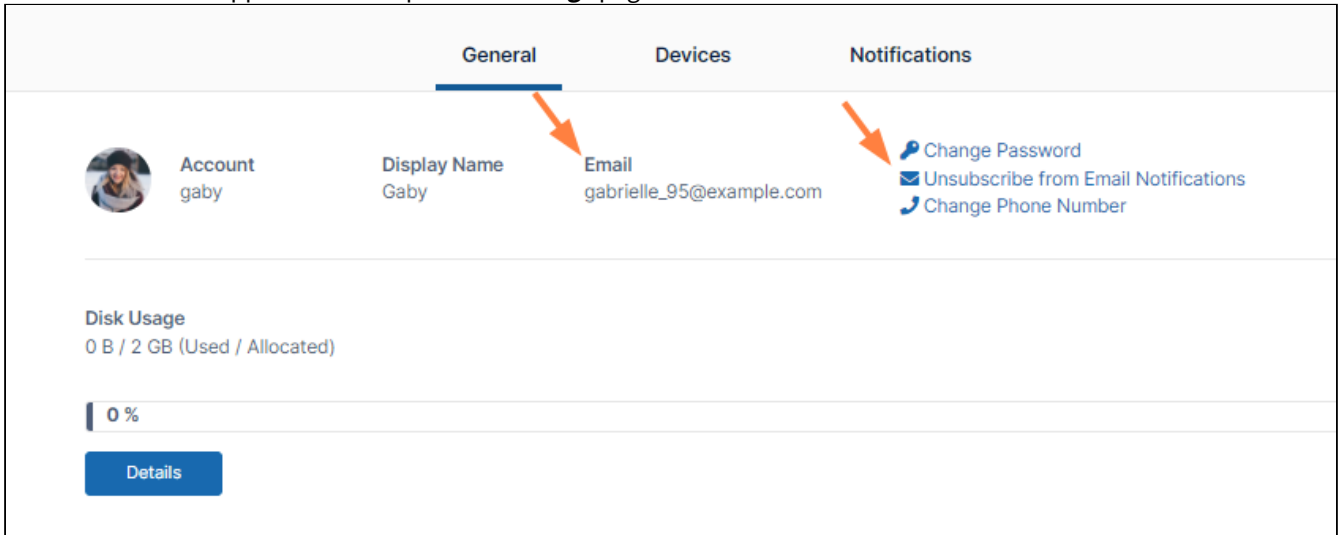 General Devices Notifications
Account Display Name Email
gaby Gaby gabrielle_95@example.com
Change Password
Unsubscribe from Email Notifications
Change Phone Number
Disk Usage
0 B / 2 GB (Used / Allocated)
0 %
Details